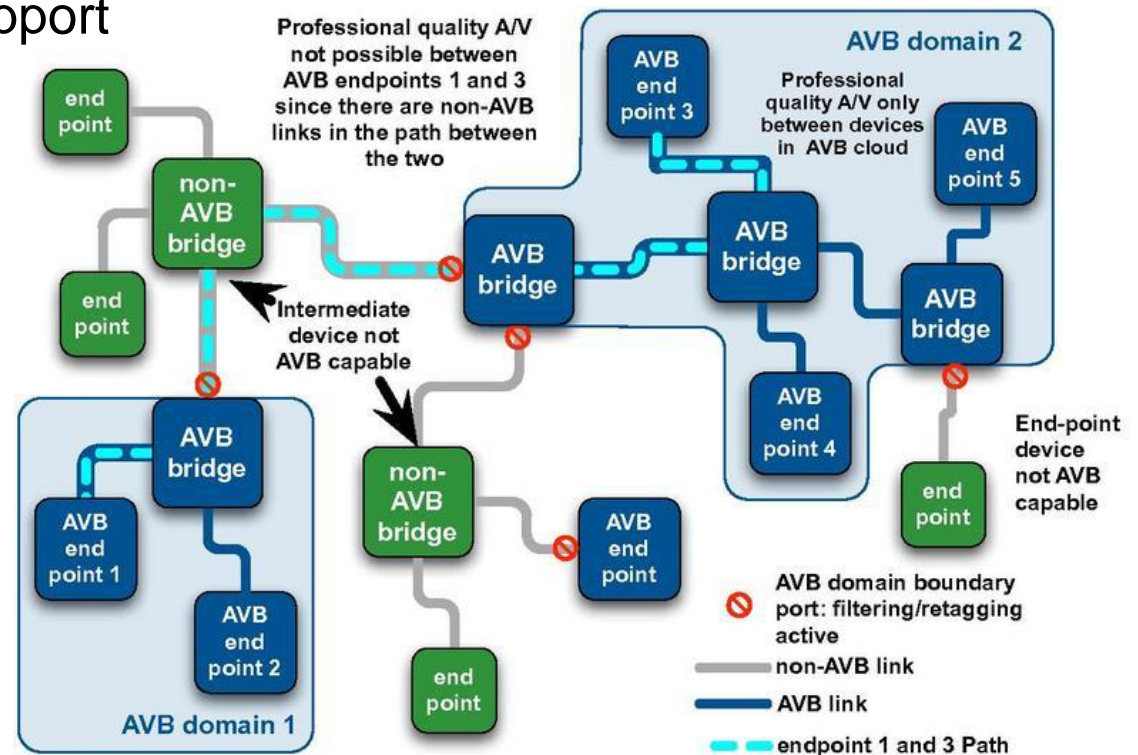 pport
Professional quality A/V
not possible between
AVB endpoints 1 and 3
since there are non-AVB
links in the path between
the two
AVB domain 2
Professional
quality A/V only
between devices
in AVB cloud
end
point
AVB
end
point 3
AVB
end
point 5
non-
AVB
bridge
AVB
bridge
AVB
bridge
AVB
bridge
end
point
Intermediate
device not
AVB capable
AVB
bridge
AVB
end
point 4
End-point
device
not AVB
capable
non-
AVB
bridge
end
point
AVB
end
point 1
AVB
end
point
AVB
end
point 2
end
point
AVB domain 1
AVB domain boundary
port: filtering/retagging
active
non-AVB link
AVB link
endpoint 1 and 3 Path